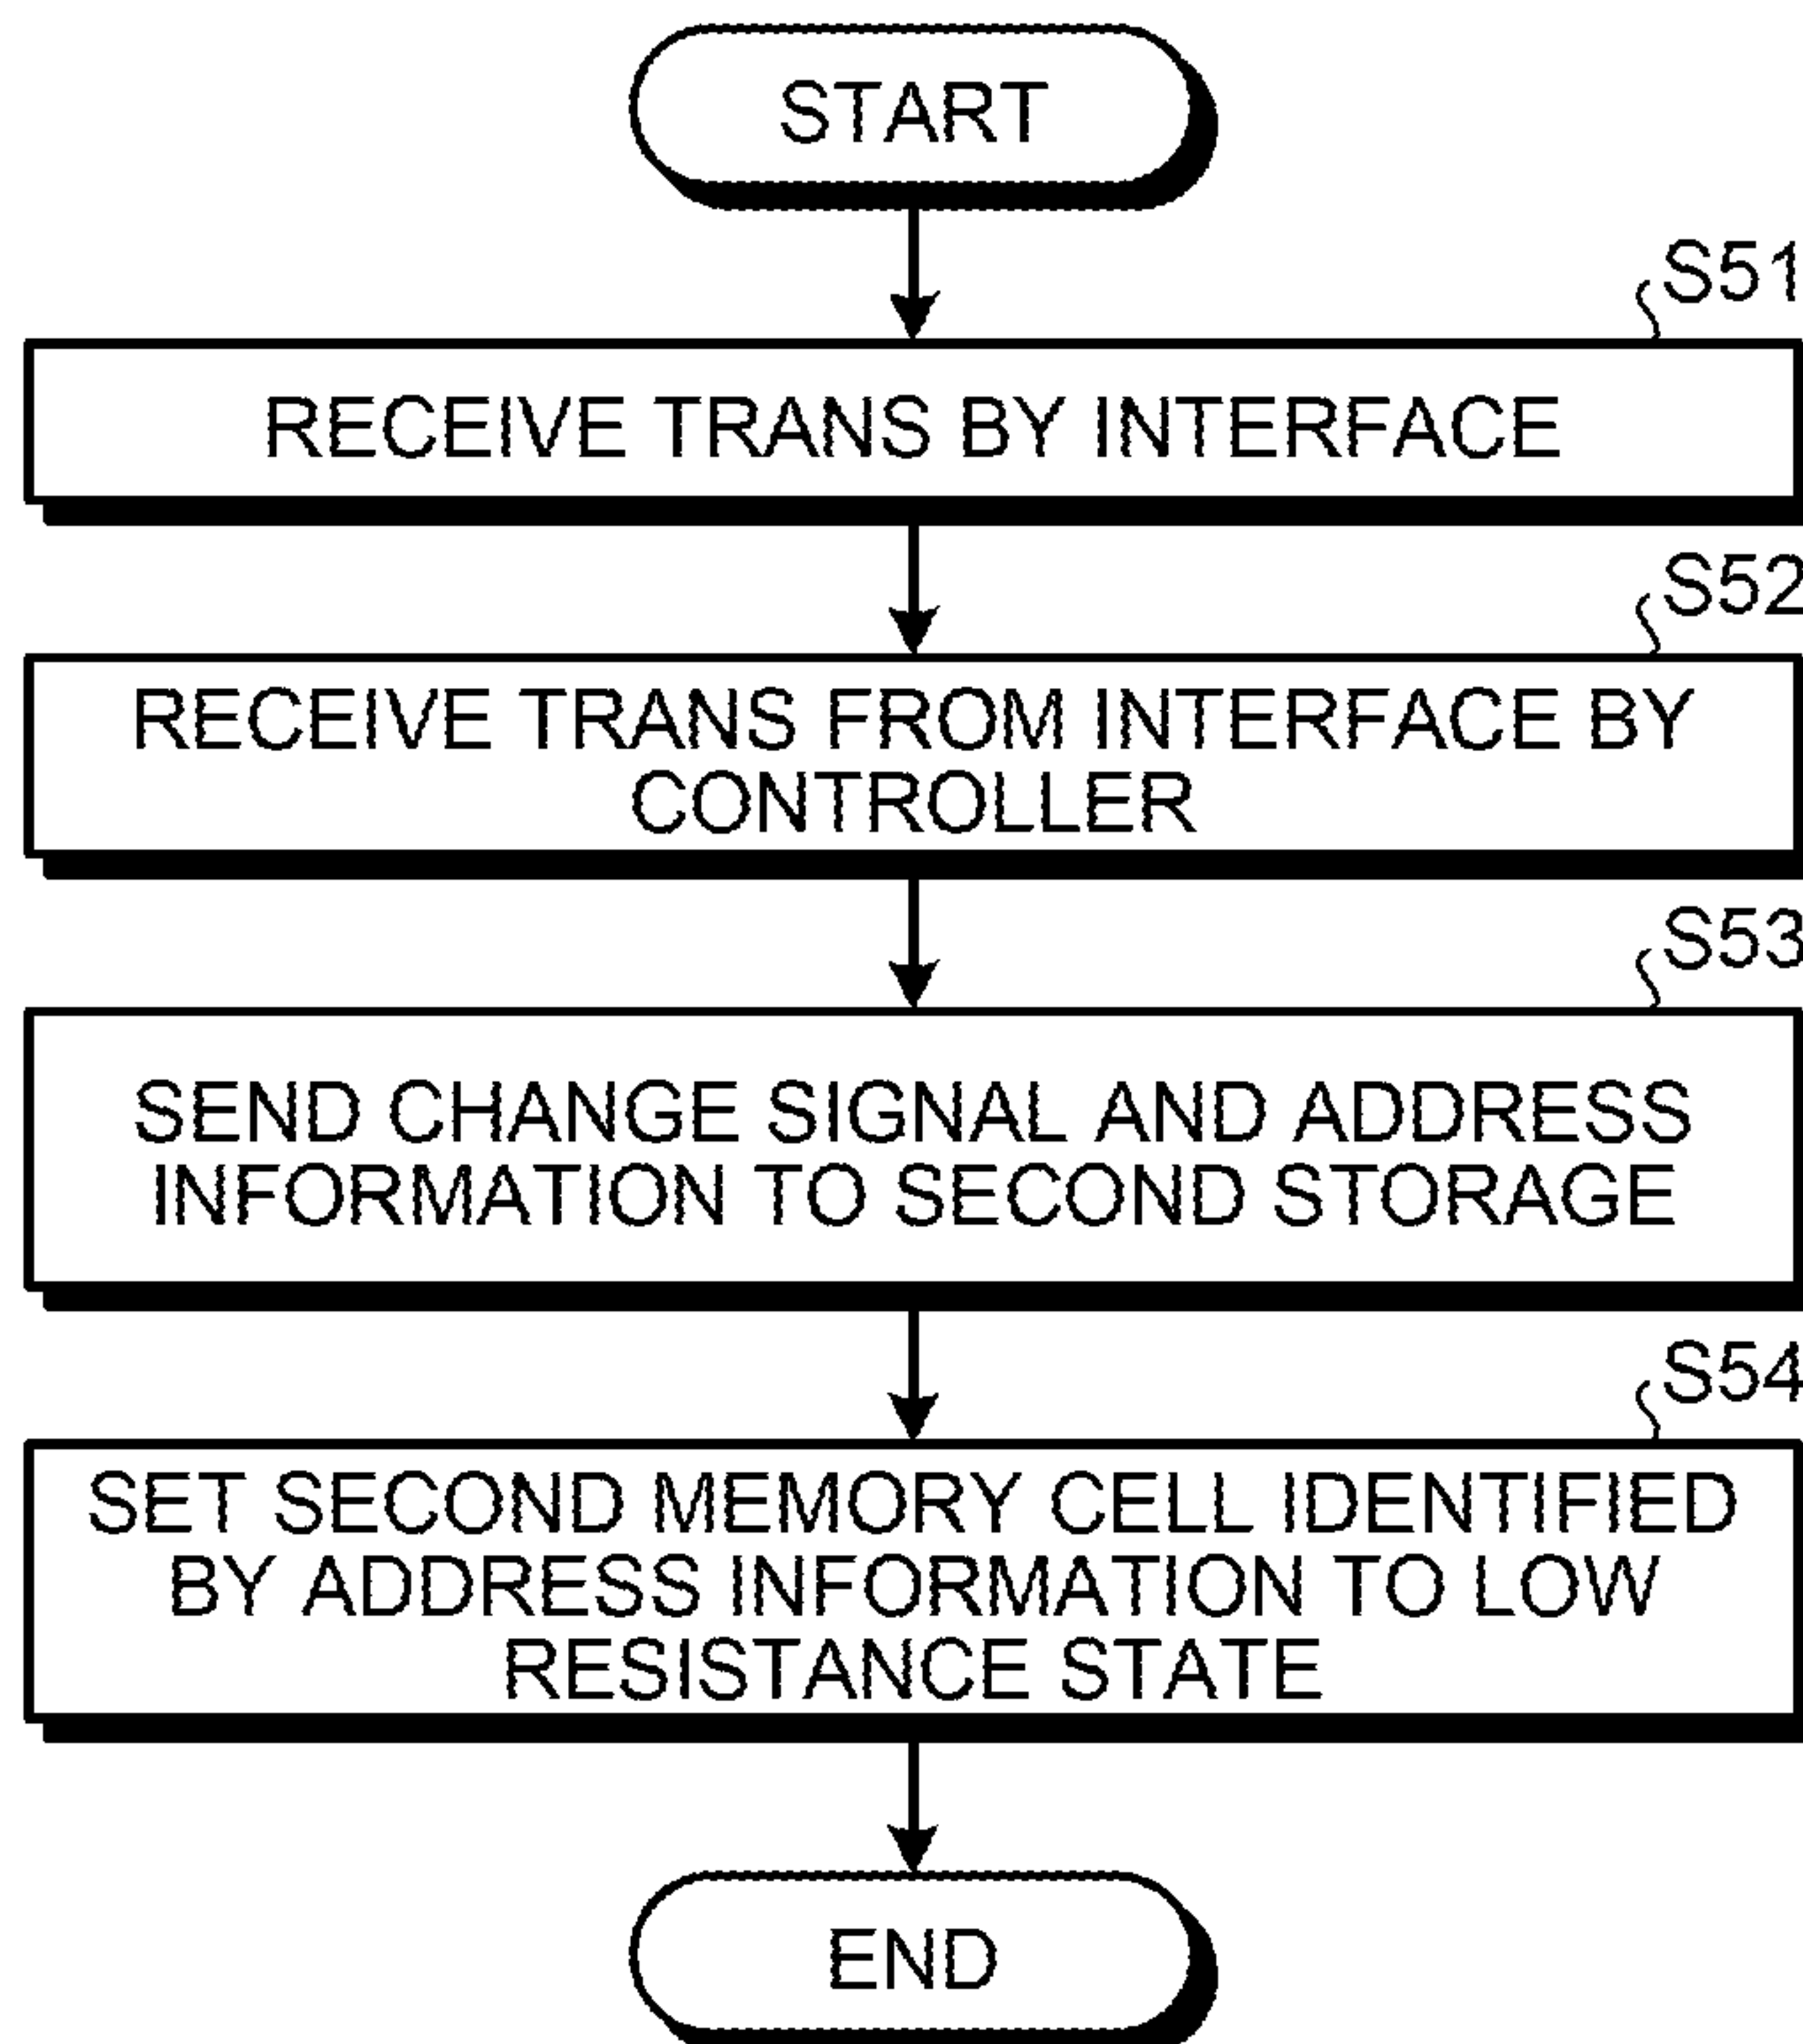 START
S51
RECEIVE TRANS BY INTERFACE
S52
RECEIVE TRANS FROM INTERFACE BY
CONTROLLER
S53
SEND CHANGE SIGNAL AND ADDRESS
INFORMATION TO SECOND STORAGE
S54
SET SECOND MEMORY CELL IDENTIFIED
BY ADDRESS INFORMATION TO LOW
RESISTANCE STATE
END